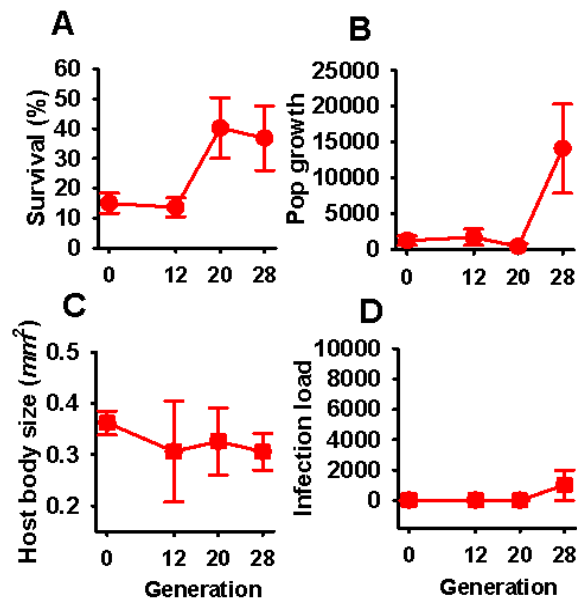 A
B
Survival (%)
60
50
40
30
20
10
0
0 12 20 28
Pop growth
25000
20000
15000
10000
5000
0
0 12 20 28
C
D
Host body size (mm²)
0.5
0.4
0.3
0.2
0 12 20 28
Generation
Infection load
10000
8000
6000
4000
2000
0
0 12 20 28
Generation